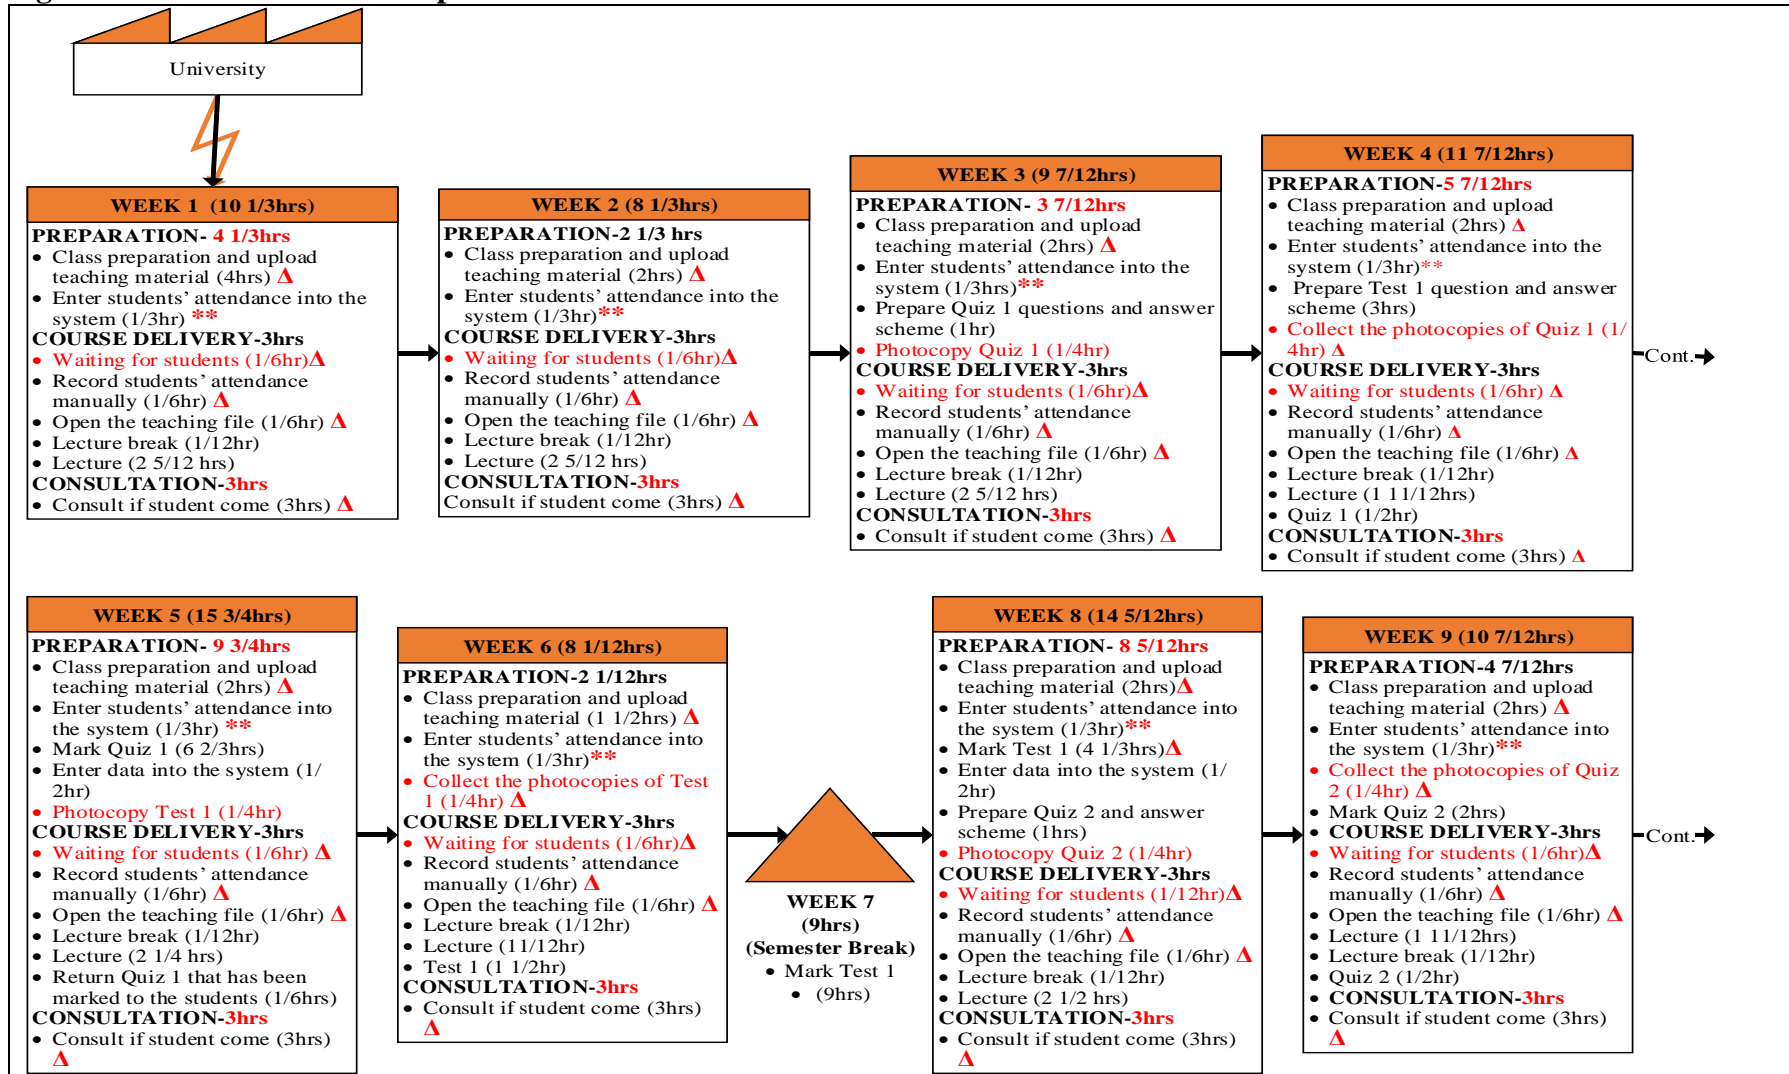 University
WEEK 1 (10 1/3hrs)
PREPARATION- 4 1/3hrs
• Class preparation and upload
teaching material (4hrs) Δ
• Enter students’ attendance into the
system (1/3hr) **
COURSE DELIVERY-3hrs
• Waiting for students (1/6hr)Δ
• Record students’ attendance
manually (1/6hr) Δ
• Open the teaching file (1/6hr) Δ
• Lecture break (1/12hr)
• Lecture (2 5/12 hrs)
CONSULTATION-3hrs
• Consult if student come (3hrs) Δ
WEEK 2 (8 1/3hrs)
PREPARATION-2 1/3 hrs
• Class preparation and upload
teaching material (2hrs) Δ
• Enter students’ attendance into the
system (1/3hr)**
COURSE DELIVERY-3hrs
• Waiting for students (1/6hr)Δ
• Record students’ attendance
manually (1/6hr) Δ
• Open the teaching file (1/6hr) Δ
• Lecture break (1/12hr)
• Lecture (2 5/12 hrs)
CONSULTATION-3hrs
Consult if student come (3hrs) Δ
WEEK 3 (9 7/12hrs)
PREPARATION- 3 7/12hrs
• Class preparation and upload
teaching material (2hrs) Δ
• Enter students’ attendance into the
system (1/3hrs)**
• Prepare Quiz 1 questions and answer
scheme (1hr)
• Photocopy Quiz 1 (1/4hr)
COURSE DELIVERY-3hrs
• Waiting for students (1/6hr)Δ
• Record students’ attendance
manually (1/6hr) Δ
• Open the teaching file (1/6hr) Δ
• Lecture break (1/12hr)
• Lecture (2 5/12 hrs)
CONSULTATION-3hrs
• Consult if student come (3hrs) Δ
WEEK 4 (11 7/12hrs)
PREPARATION-5 7/12hrs
• Class preparation and upload
teaching material (2hrs) Δ
• Enter students’ attendance into the
system (1/3hr)**
• Prepare Test 1 question and answer
scheme (3hrs)
• Collect the photocopies of Quiz 1 (1/
4hr) Δ
COURSE DELIVERY-3hrs
• Waiting for students (1/6hr) Δ
• Record students’ attendance
manually (1/6hr) Δ
• Open the teaching file (1/6hr) Δ
• Lecture break (1/12hr)
• Lecture (1 11/12hrs)
• Quiz 1 (1/2hr)
CONSULTATION-3hrs
• Consult if student come (3hrs) Δ
Cont.
WEEK 5 (15 3/4hrs)
PREPARATION- 9 3/4hrs
• Class preparation and upload
teaching material (2hrs) Δ
• Enter students’ attendance into
the system (1/3hr) **
• Mark Quiz 1 (6 2/3hrs)
• Enter data into the system (1/
2hr)
• Photocopy Test 1 (1/4hr)
COURSE DELIVERY-3hrs
• Waiting for students (1/6hr) Δ
• Record students’ attendance
manually (1/6hr) Δ
• Open the teaching file (1/6hr) Δ
• Lecture break (1/12hr)
• Lecture (2 1/4 hrs)
• Return Quiz 1 that has been
marked to the students (1/6hrs)
CONSULTATION-3hrs
• Consult if student come (3hrs)
Δ
WEEK 6 (8 1/12hrs)
PREPARATION-2 1/12hrs
• Class preparation and upload
teaching material (1 1/2hrs) Δ
• Enter students’ attendance into
the system (1/3hr)**
• Collect the photocopies of Test
1 (1/4hr) Δ
COURSE DELIVERY-3hrs
• Waiting for students (1/6hr)Δ
• Record students’ attendance
manually (1/6hr) Δ
• Open the teaching file (1/6hr) Δ
• Lecture break (1/12hr)
• Lecture (11/12hr)
• Test 1 (1 1/2hr)
CONSULTATION-3hrs
• Consult if student come (3hrs)
Δ
WEEK 7
(9hrs)
(Semester Break)
• Mark Test 1
• (9hrs)
WEEK 8 (14 5/12hrs)
PREPARATION- 8 5/12hrs
• Class preparation and upload
teaching material (2hrs)Δ
• Enter students’ attendance into
the system (1/3hr)**
• Mark Test 1 (4 1/3hrs)Δ
• Enter data into the system (1/
2hr)
• Prepare Quiz 2 and answer
scheme (1hrs)
• Photocopy Quiz 2 (1/4hr)
COURSE DELIVERY-3hrs
• Waiting for students (1/12hr)Δ
• Record students’ attendance
manually (1/6hr) Δ
• Open the teaching file (1/6hr) Δ
• Lecture break (1/12hr)
• Lecture (2 1/2 hrs)
CONSULTATION-3hrs
• Consult if student come (3hrs)
Δ
WEEK 9 (10 7/12hrs)
PREPARATION-4 7/12hrs
• Class preparation and upload
teaching material (2hrs) Δ
• Enter students’ attendance into
the system (1/3hr)**
• Collect the photocopies of Quiz
2 (1/4hr) Δ
• Mark Quiz 2 (2hrs)
• COURSE DELIVERY-3hrs
• Waiting for students (1/6hr)Δ
• Record students’ attendance
manually (1/6hr) Δ
• Open the teaching file (1/6hr) Δ
• Lecture (1 11/12hrs)
• Lecture break (1/12hr)
• Quiz 2 (1/2hr)
• CONSULTATION-3hrs
• Consult if student come (3hrs)
Δ
Cont.